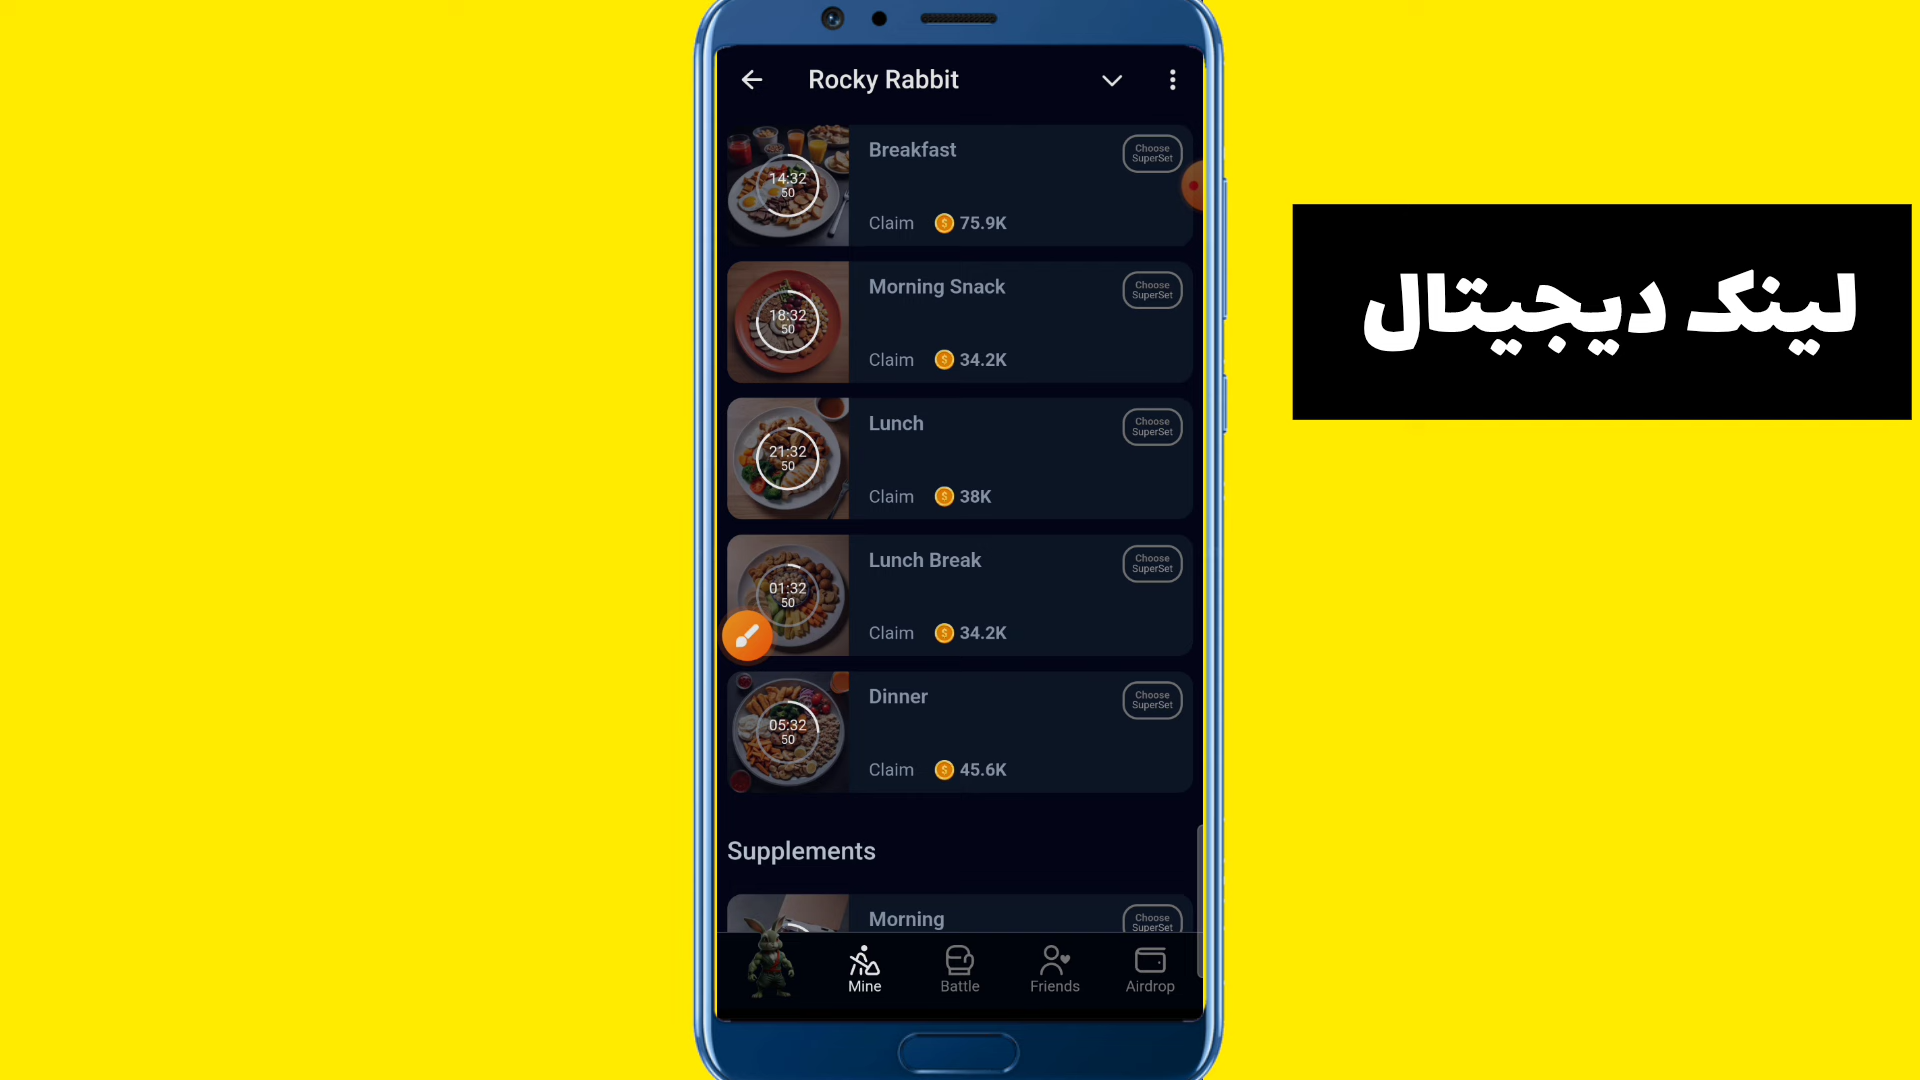 Rocky Rabbit
Breakfast
Choose
SuperSet
14:32
50
Claim 75.9K
Morning Snack
Choose
SuperSet
18:32
50
Claim 34.2K
Lunch
Choose
SuperSet
21:32
50
Claim 38K
Lunch Break
Choose
SuperSet
01:32
50
Claim 34.2K
Dinner
Choose
SuperSet
05:32
50
Claim 45.6K
Supplements
Morning
Choose
SuperSet
Mine Battle Friends Airdrop
لینک دیجیتال